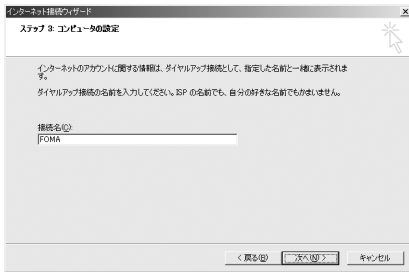 インターネット接続ウィザード
ステップ 3: コンピュータの設定
インターネットのアカウントに関する情報は、ダイヤルアップ接続として、指定した名前と一緒に表示されま
す。
ダイヤルアップ接続の名前を入力してください。ISP の名前でも、自分の好きな名前でもかまいません。
接続名(C):
FOMA
< 戻る(B)
次へ(N) >
キャンセル